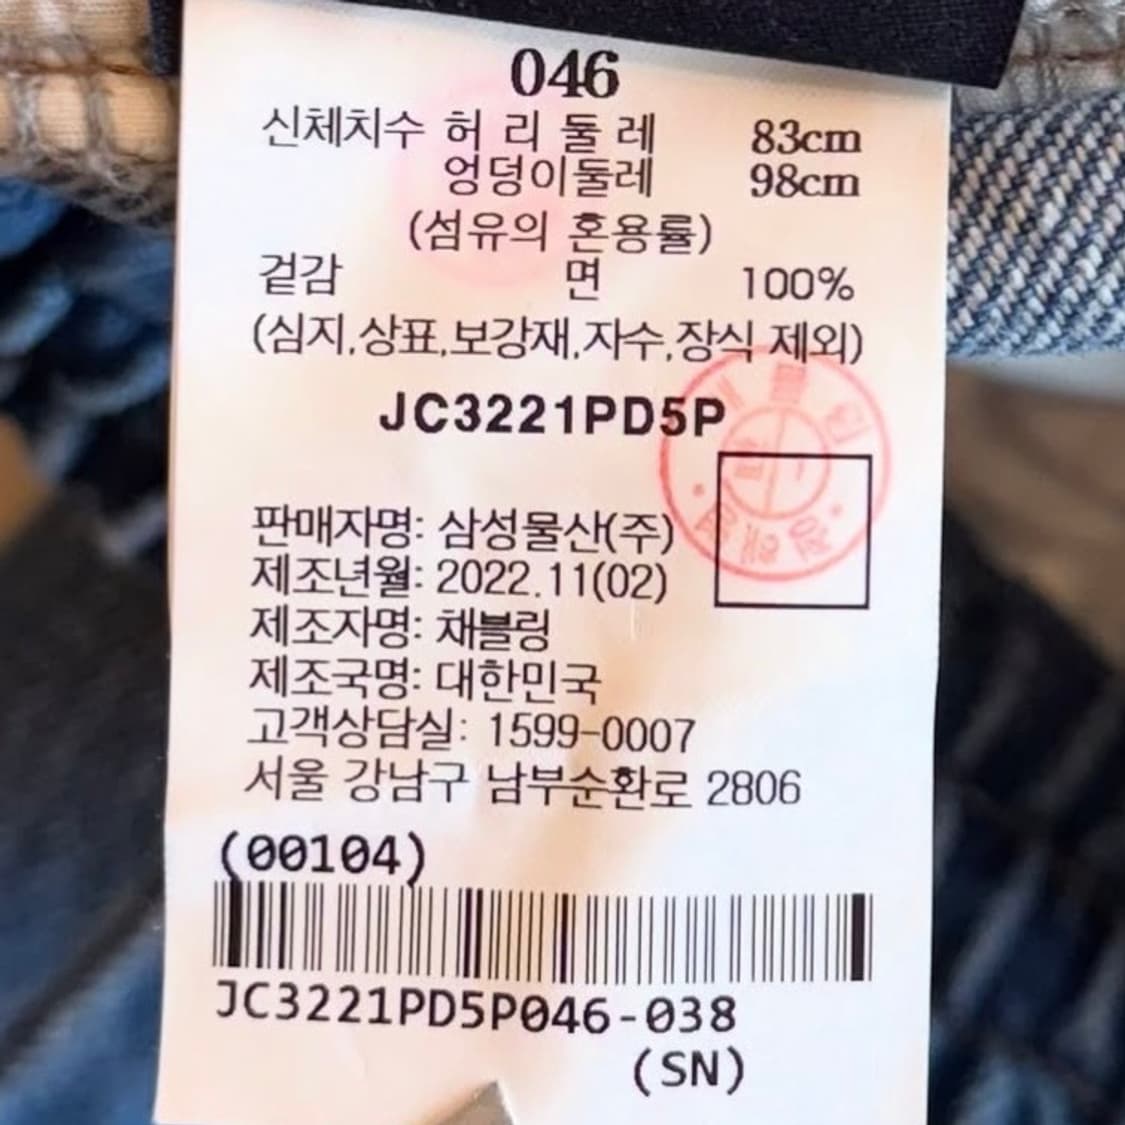 046
신체치수 허 리 둘 레 83cm
엉덩이둘레 98cm
(섬유의 혼용률)
겉감 면 100%
(심지,상표,보강재,자수,장식 제외)
JC3221PD5P
판매자명: 삼성물산(주)
제조년월: 2022.11(02)
제조자명: 채블링
제조국명: 대한민국
고객상담실: 1599-0007
서울 강남구 남부순환로 2806
(00104)
JC3221PD5P046-038
(SN)